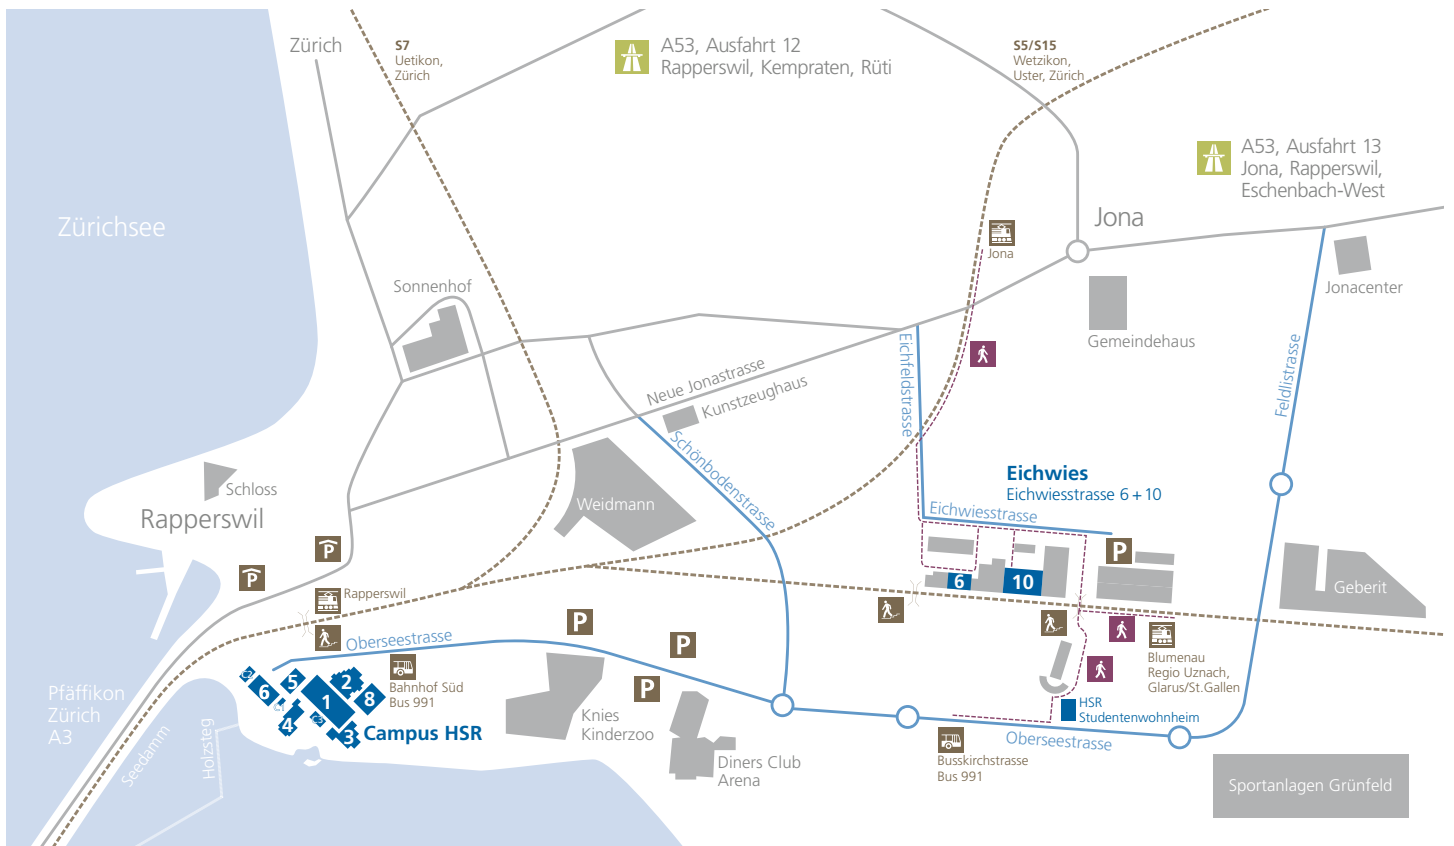 Zürich
S7
Uetikon,
Zürich
A53, Ausfahrt 12
Rapperswil, Kempraten, Rüti
S5/S15
Wetzikon,
Uster, Zürich
A53, Ausfahrt 13
Jona, Rapperswil,
Eschenbach-West
Zürichsee
Jona
Jona
Sonnenhof
Jonacenter
Gemeindehaus
Neue Jonastrasse
Kunstzeughaus
Eichfeldstrasse
Feldlistrasse
Schönbodenstrasse
Schloss
Rapperswil
Weidmann
Eichwies
Eichwiesstrasse 6 + 10
Eichwiesstrasse
P
P
P
6
10
Geberit
Rapperswil
Oberseestrasse
P
P
P
Bahnhof Süd
Bus 991
C2
6
5
1
2
8
C1
4
C3
3
Campus HSR
Knies
Kinderzoo
Diners Club
Arena
Blumenau
Regio Uznach,
Glarus/St.Gallen
HSR
Studentenwohnheim
Oberseestrasse
Busskirchstrasse
Bus 991
Sportanlagen Grünfeld
Pfäffikon
Zürich
A3
Seedamm
Holzsteg